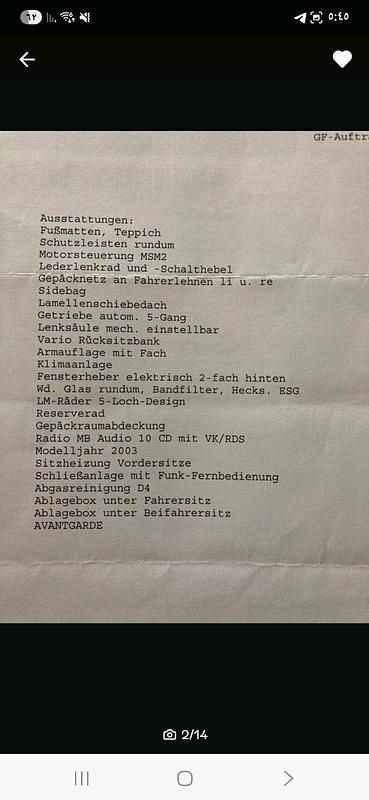 ٦٢
٥:٤٥
GF-Auftr
Ausstattungen:
Fußmatten, Teppich
Schutzleisten rundum
Motorsteuerung MSM2
Lederlenkrad und -Schalthebel
Gepäcknetz an Fahrerlehnen li u. re
Sidebag
Lamellenschiebedach
Getriebe autom. 5-Gang
Lenksäule mech. einstellbar
Vario Rücksitzbank
Armauflage mit Fach
Klimaanlage
Fensterheber elektrisch 2-fach hinten
Wd. Glas rundum, Bandfilter, Hecks. ESG
LM-Räder 5-Loch-Design
Reserverad
Gepäckraumabdeckung
Radio MB Audio 10 CD mit VK/RDS
Modelljahr 2003
Sitzheizung Vordersitze
Schließanlage mit Funk-Fernbedienung
Abgasreinigung D4
Ablagebox unter Fahrersitz
Ablagebox unter Beifahrersitz
AVANTGARDE
2/14